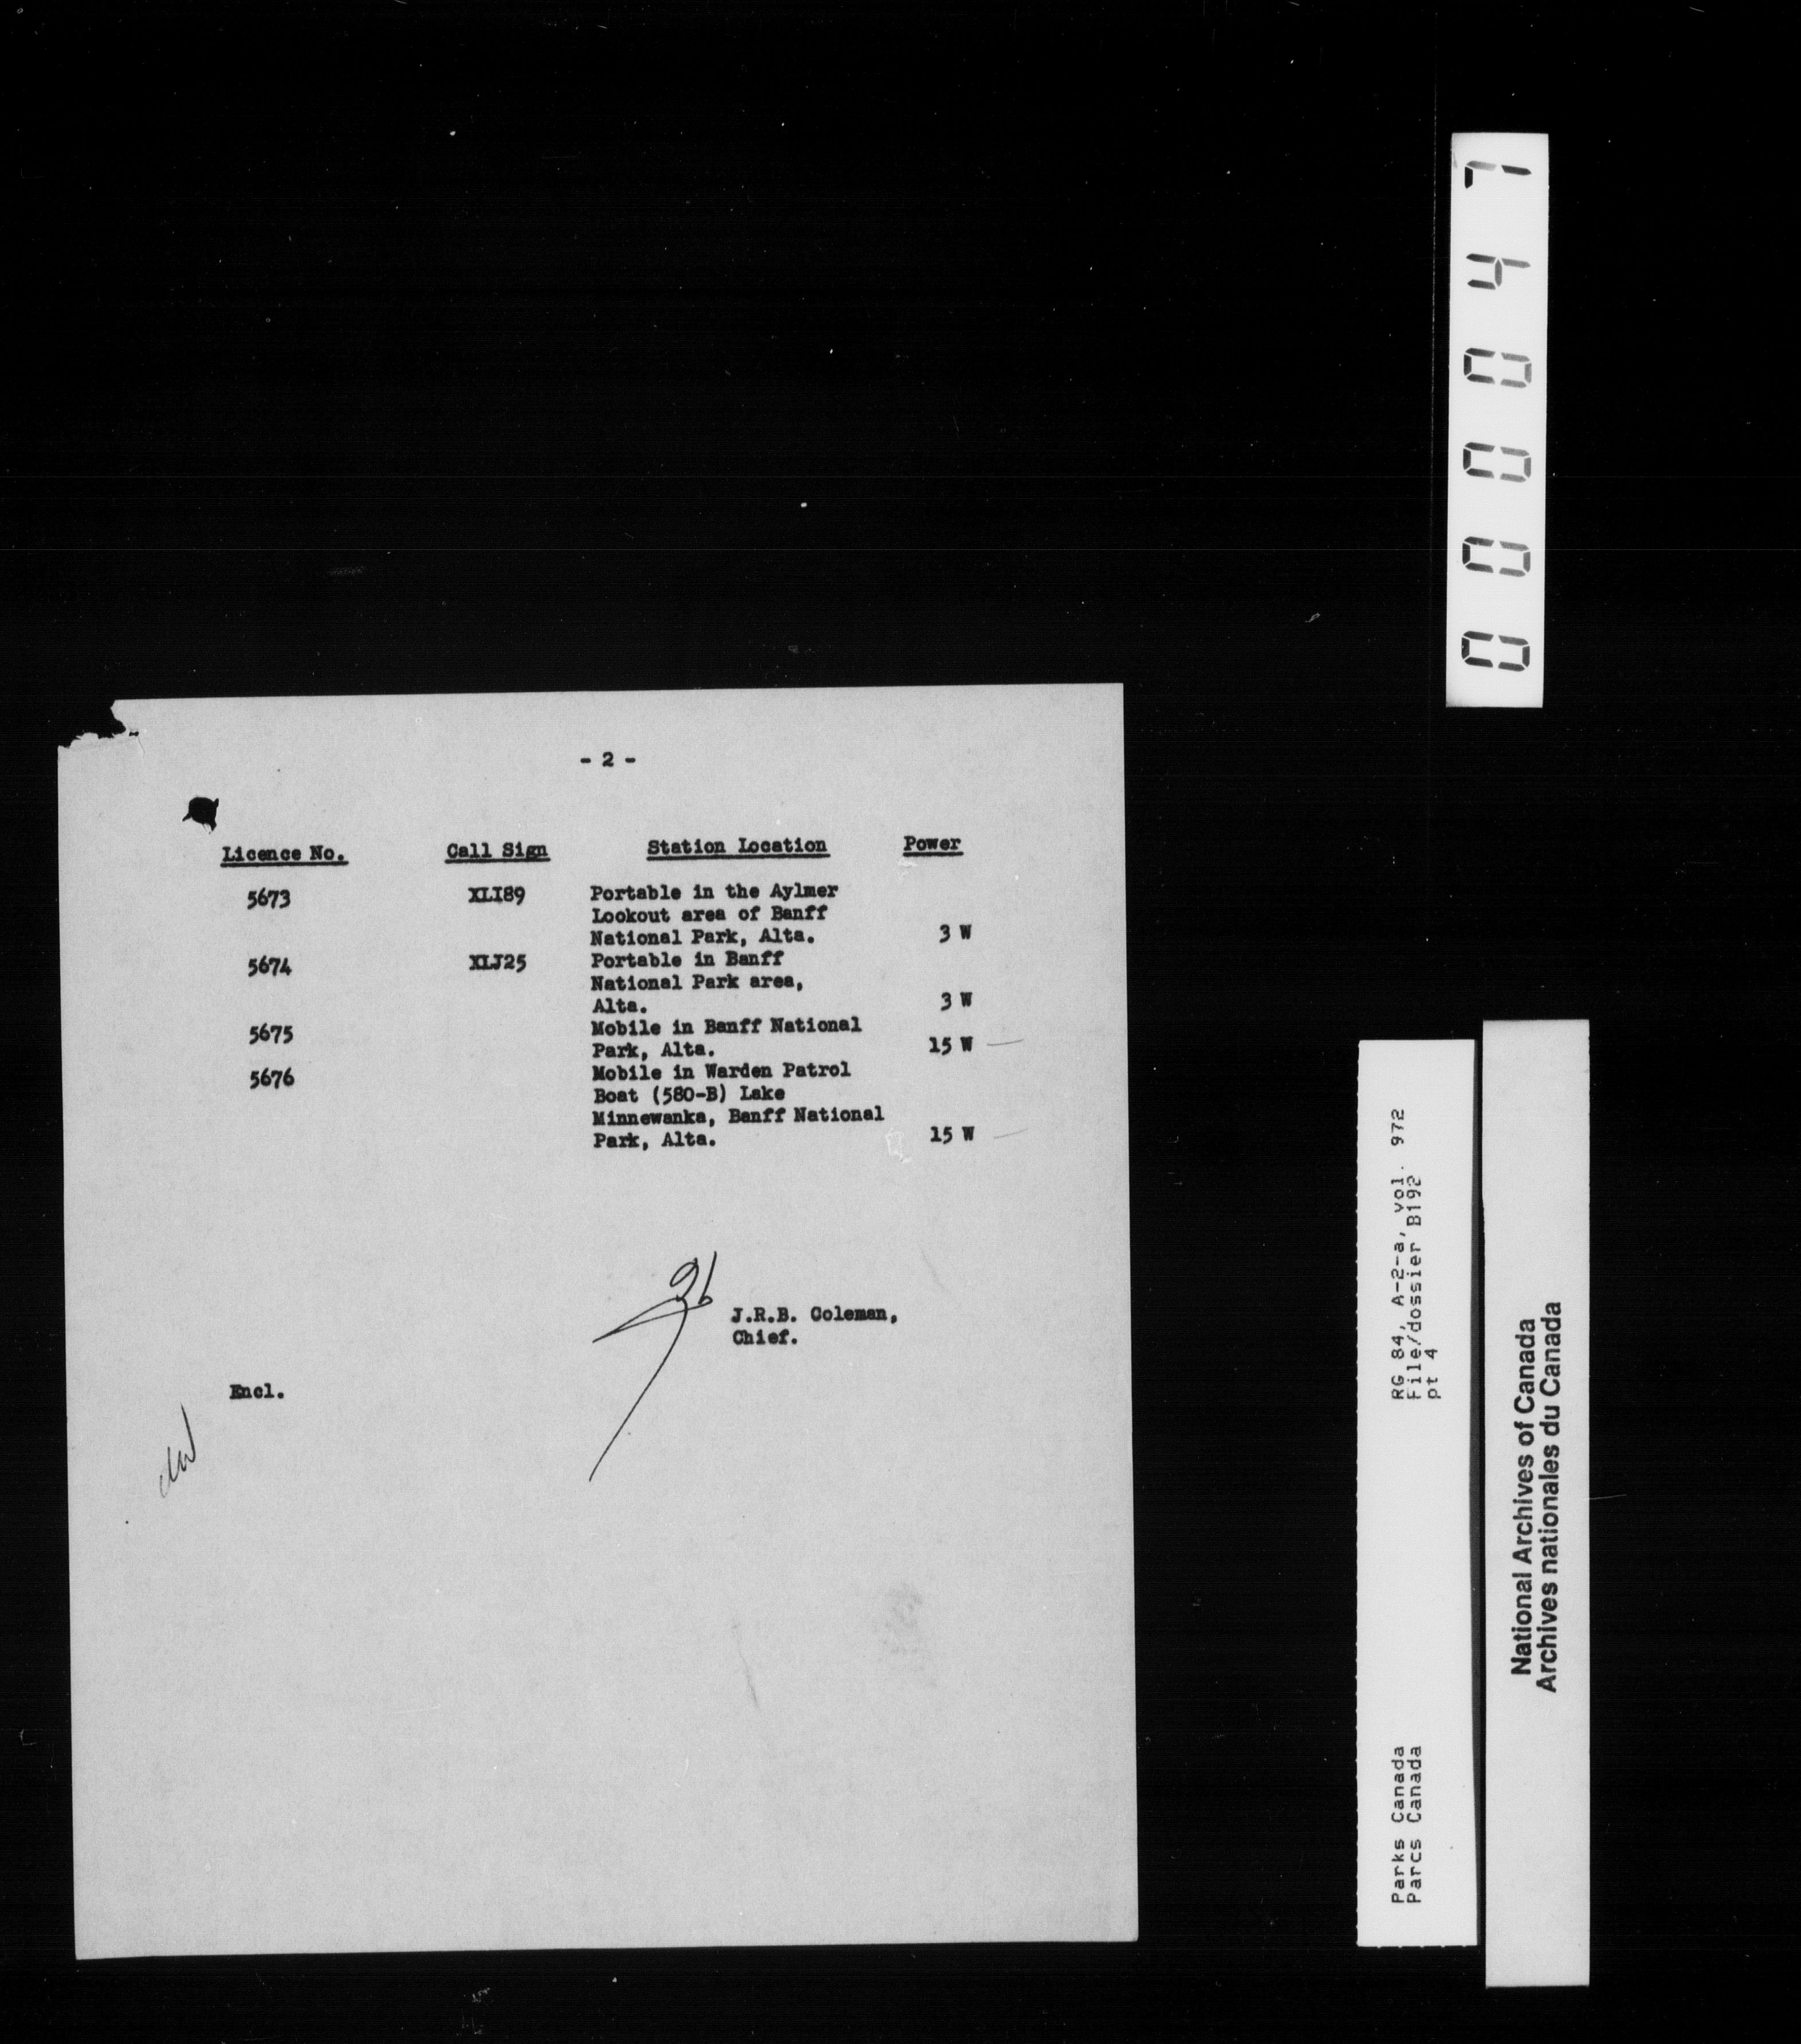 - 2 -
Licence No. Call Sign Station Location Power
5673 XLI89 Portable in the Aylmer
Lookout area of Banff
National Park, Alta. 3 W
5674 XLJ25 Portable in Banff
National Park area,
Alta. 3 W
5675 Mobile in Banff National
Park, Alta. 15 W
5676 Mobile in Warden Patrol
Boat (580-B) Lake
Minnewanka, Banff National
Park, Alta. 15 W
J.R.B. Coleman,
Chief.
Encl.
000047
RG 84, A-2-a, vol. 972
File/dossier B192
pt 4
Parks Canada
Parcs Canada
National Archives of Canada
Archives nationales du Canada